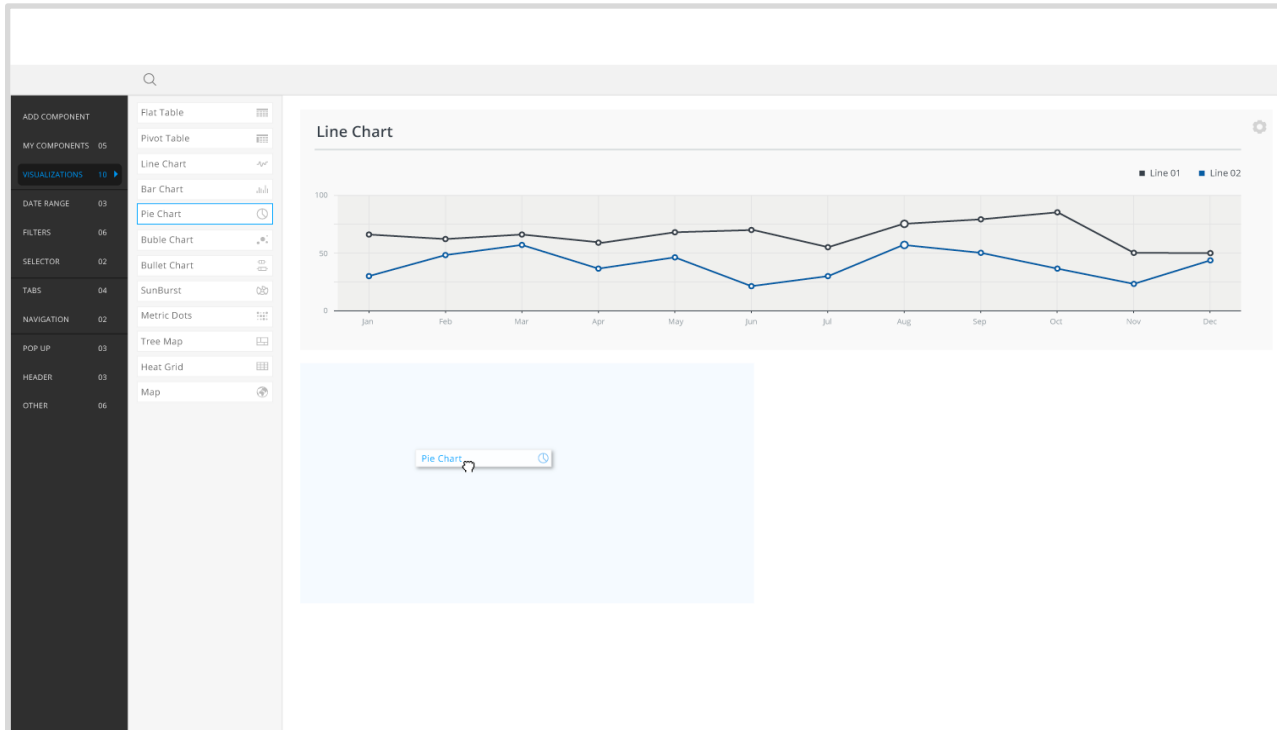 ADD COMPONENT
MY COMPONENTS 05
VISUALIZATIONS 10
DATE RANGE 03
FILTERS 06
SELECTOR 02
TABS 04
NAVIGATION 02
POP UP 03
HEADER 03
OTHER 06
Flat Table
Pivot Table
Line Chart
Bar Chart
Pie Chart
Buble Chart
Bullet Chart
SunBurst
Metric Dots
Tree Map
Heat Grid
Map
Line Chart
Line 01 Line 02
100
50
0
Jan Feb Mar Apr May Jun Jul Aug Sep Oct Nov Dec
Pie Chart